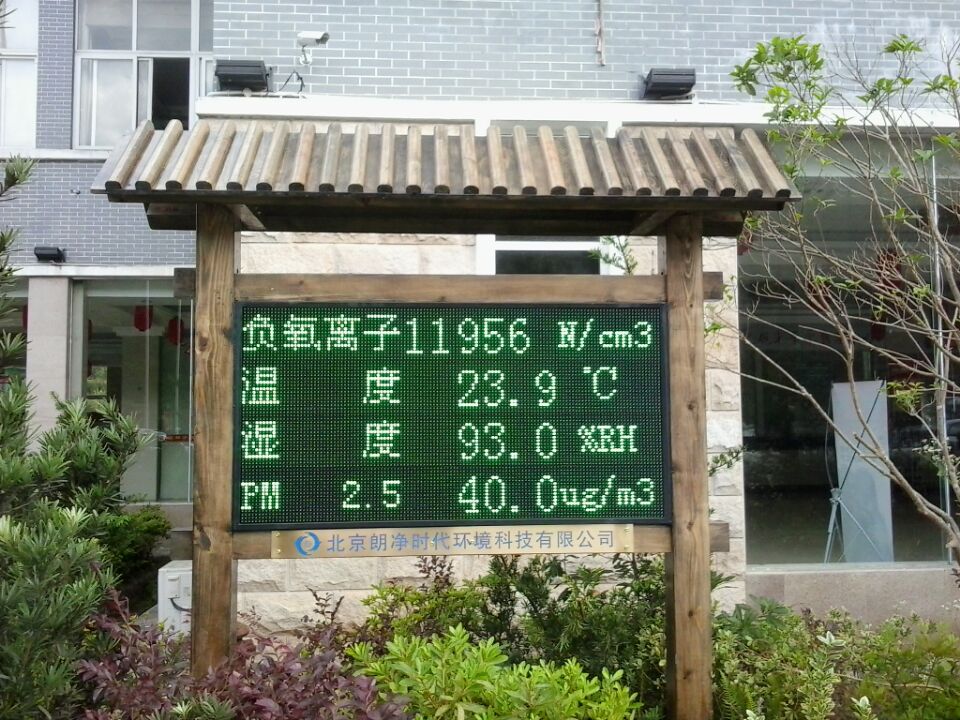 负氧离子11956 N/cm3
温 度 23.9 ℃
湿 度 93.0 %RH
PM 2.5 40.0ug/m3
北京朗净时代环境科技有限公司